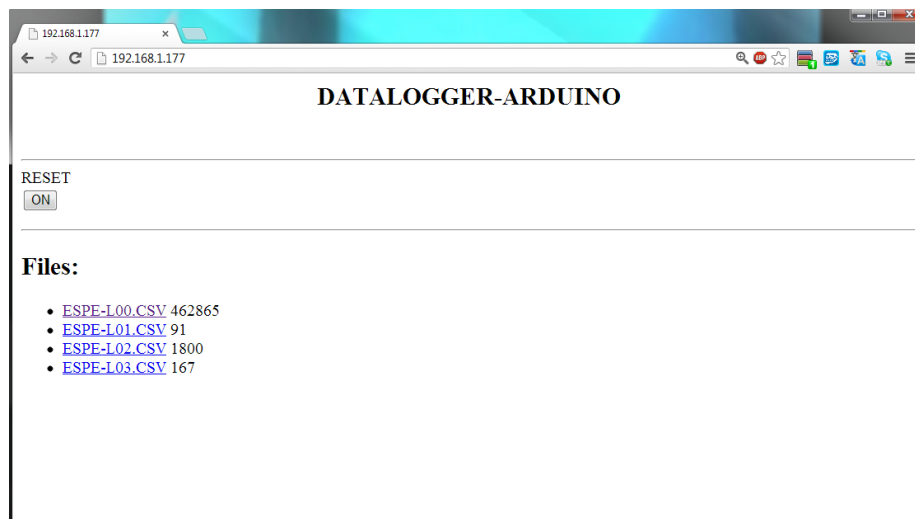 192.168.1.177
192.168.1.177
DATALOGGER-ARDUINO
RESET
ON
Files:
ESPE-L00.CSV 462865
ESPE-L01.CSV 91
ESPE-L02.CSV 1800
ESPE-L03.CSV 167